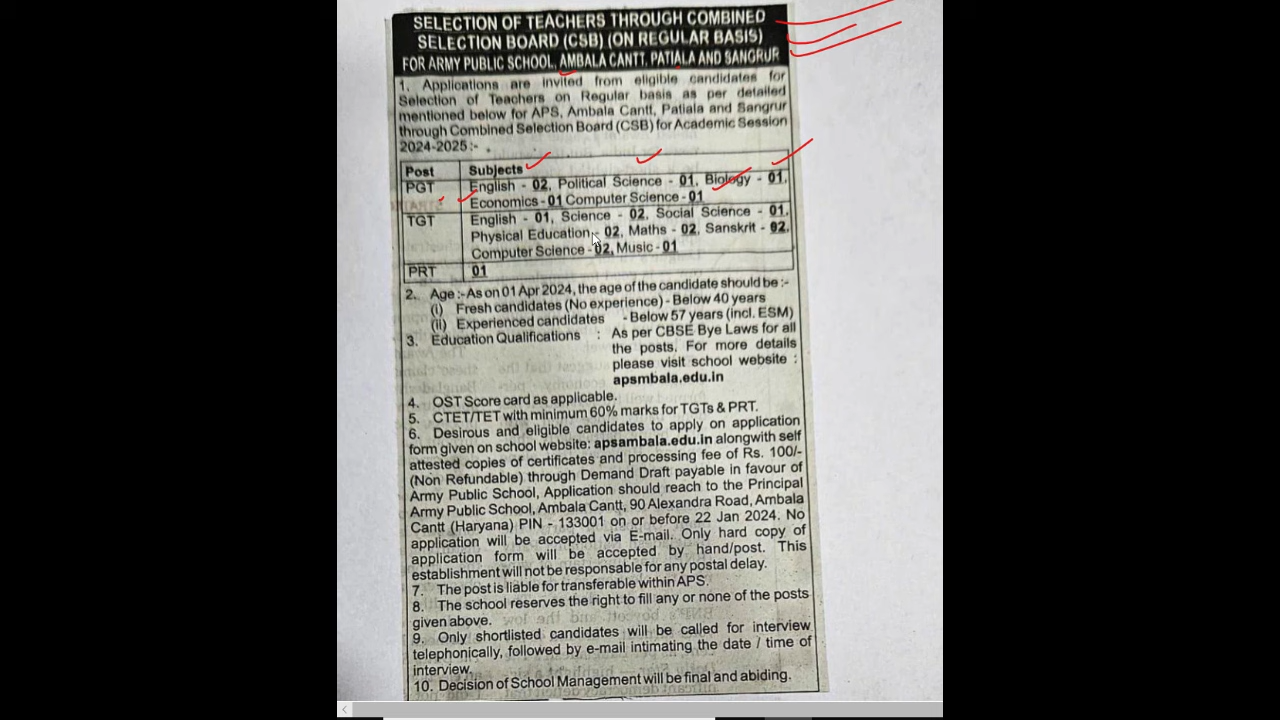 SELECTION OF TEACHERS THROUGH COMBINED
SELECTION BOARD (CSB) (ON REGULAR BASIS)
FOR ARMY PUBLIC SCHOOL, AMBALA CANTT, PATIALA AND SANGRUR
1. Applications are invited from eligible candidates for
Selection of Teachers on Regular basis as per detailed
mentioned below for APS, Ambala Cantt, Patiala and Sangrur
through Combined Selection Board (CSB) for Academic Session
2024-2025:-
Post Subjects
PGT English - 02, Political Science - 01, Biology - 01,
Economics - 01 Computer Science - 01
TGT English - 01, Science - 02, Social Science - 01,
Physical Education - 02, Maths - 02, Sanskrit - 02,
Computer Science - 02, Music - 01
PRT 01
2. Age :- As on 01 Apr 2024, the age of the candidate should be :-
(i) Fresh candidates (No experience) - Below 40 years
(ii) Experienced candidates - Below 57 years (incl. ESM)
3. Education Qualifications : As per CBSE Bye Laws for all
the posts. For more details
please visit school website :
apsmbala.edu.in
4. OST Score card as applicable.
5. CTET/TET with minimum 60% marks for TGTs & PRT.
6. Desirous and eligible candidates to apply on application
form given on school website: apsambala.edu.in alongwith self
attested copies of certificates and processing fee of Rs. 100/-
(Non Refundable) through Demand Draft payable in favour of
Army Public School, Application should reach to the Principal
Army Public School, Ambala Cantt, 90 Alexandra Road, Ambala
Cantt (Haryana) PIN - 133001 on or before 22 Jan 2024. No
application will be accepted via E-mail. Only hard copy of
application form will be accepted by hand/post. This
establishment will not be responsable for any postal delay.
7. The post is liable for transferable within APS.
8. The school reserves the right to fill any or none of the posts
given above.
9. Only shortlisted candidates will be called for interview
telephonically, followed by e-mail intimating the date / time of
interview.
10. Decision of School Management will be final and abiding.